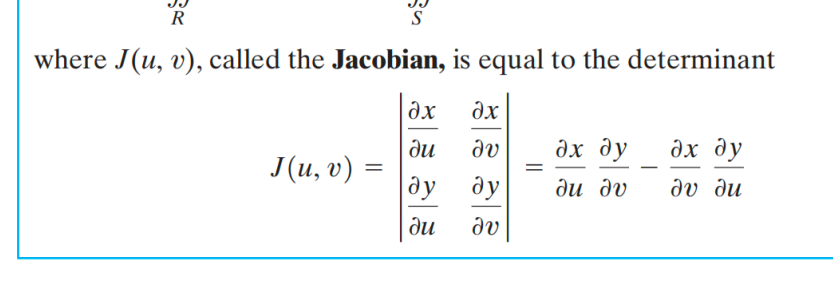 R S
where J(u, v), called the Jacobian, is equal to the determinant
J(u, v) = | ∂x/∂u ∂x/∂v ; ∂y/∂u ∂y/∂v | = ∂x/∂u ∂y/∂v − ∂x/∂v ∂y/∂u